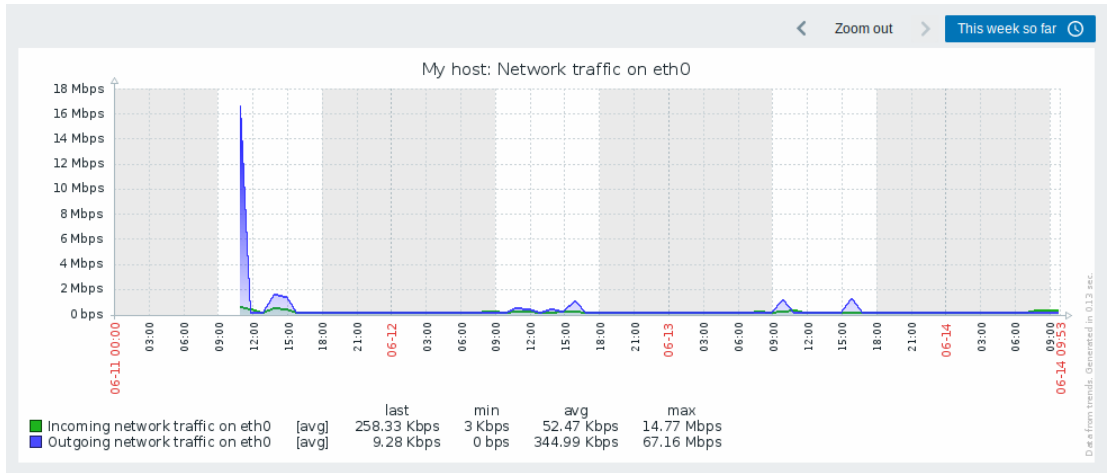 Zoom out This week so far
My host: Network traffic on eth0
18 Mbps
16 Mbps
14 Mbps
12 Mbps
10 Mbps
8 Mbps
6 Mbps
4 Mbps
2 Mbps
0 bps
06-11 00:00 03:00 06:00 09:00 12:00 15:00 18:00 21:00 06-12 03:00 06:00 09:00 12:00 15:00 18:00 21:00 06-13 03:00 06:00 09:00 12:00 15:00 18:00 21:00 06-14 03:00 06:00 09:00 06-14 09:53
last min avg max
Incoming network traffic on eth0 [avg] 258.33 Kbps 3 Kbps 52.47 Kbps 14.77 Mbps
Outgoing network traffic on eth0 [avg] 9.28 Kbps 0 bps 344.99 Kbps 67.16 Mbps
Data from trends. Generated in 0.13 sec.